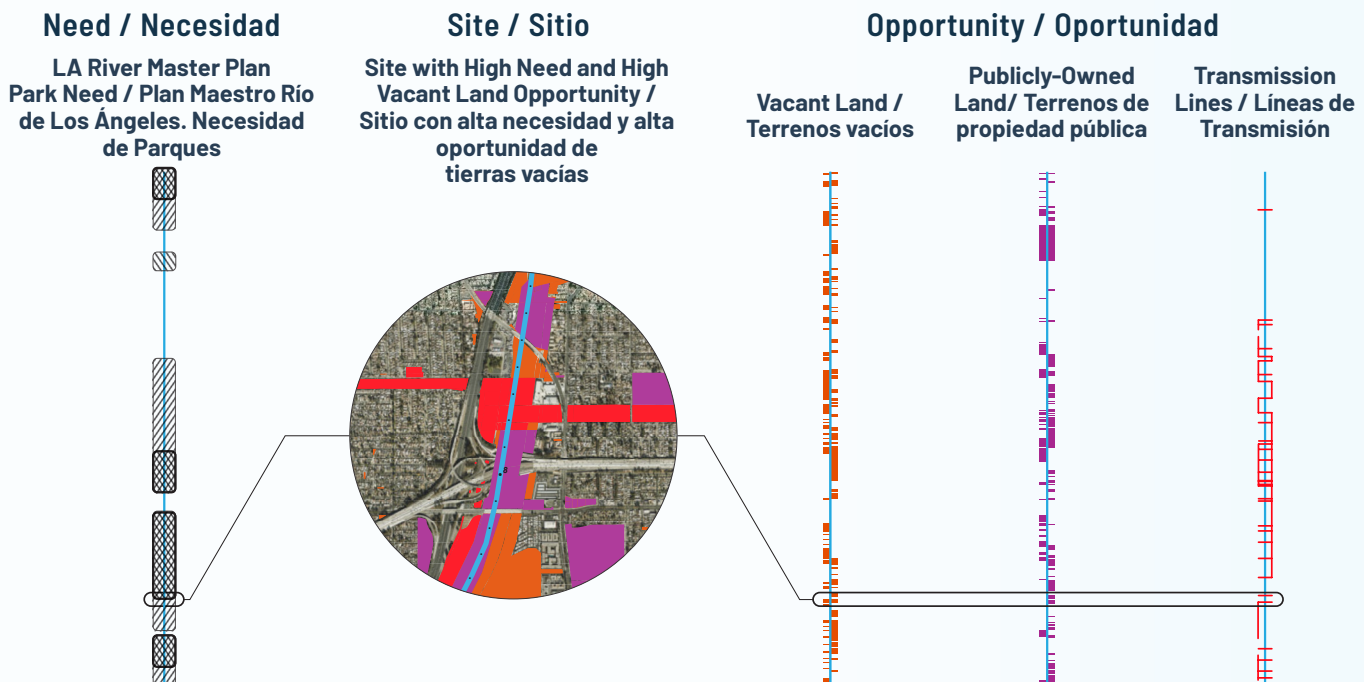 Need / Necesidad
LA River Master Plan
Park Need / Plan Maestro Río
de Los Ángeles. Necesidad
de Parques
Site / Sitio
Site with High Need and High
Vacant Land Opportunity /
Sitio con alta necesidad y alta
oportunidad de
tierras vacías
Opportunity / Oportunidad
Vacant Land /
Terrenos vacíos
Publicly-Owned
Land/ Terrenos de
propiedad pública
Transmission
Lines / Líneas de
Transmisión
8